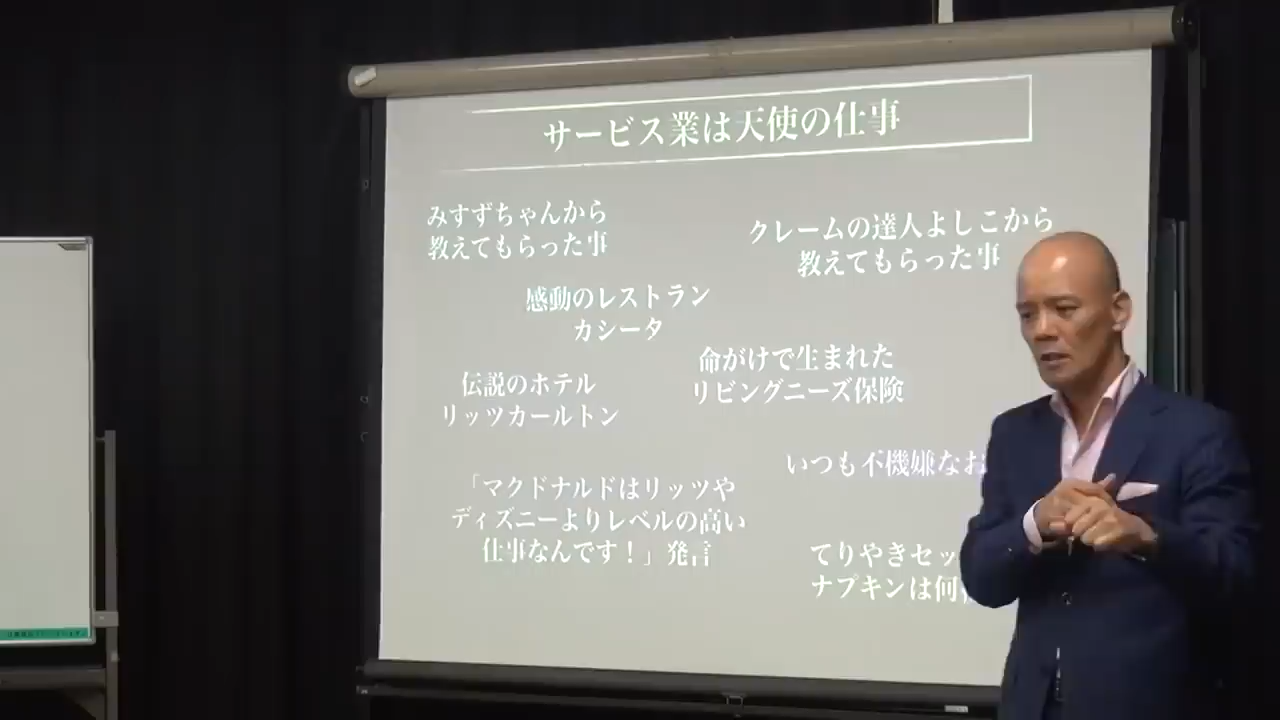 サービス業は天使の仕事
みすずちゃんから
教えてもらった事
クレームの達人よしこから
教えてもらった事
感動のレストラン
カシータ
命がけで生まれた
リビングニーズ保険
伝説のホテル
リッツカールトン
いつも不機嫌なお
「マクドナルドはリッツや
ディズニーよりレベルの高い
仕事なんです！」発言
てりやきセッ
ナプキンは何